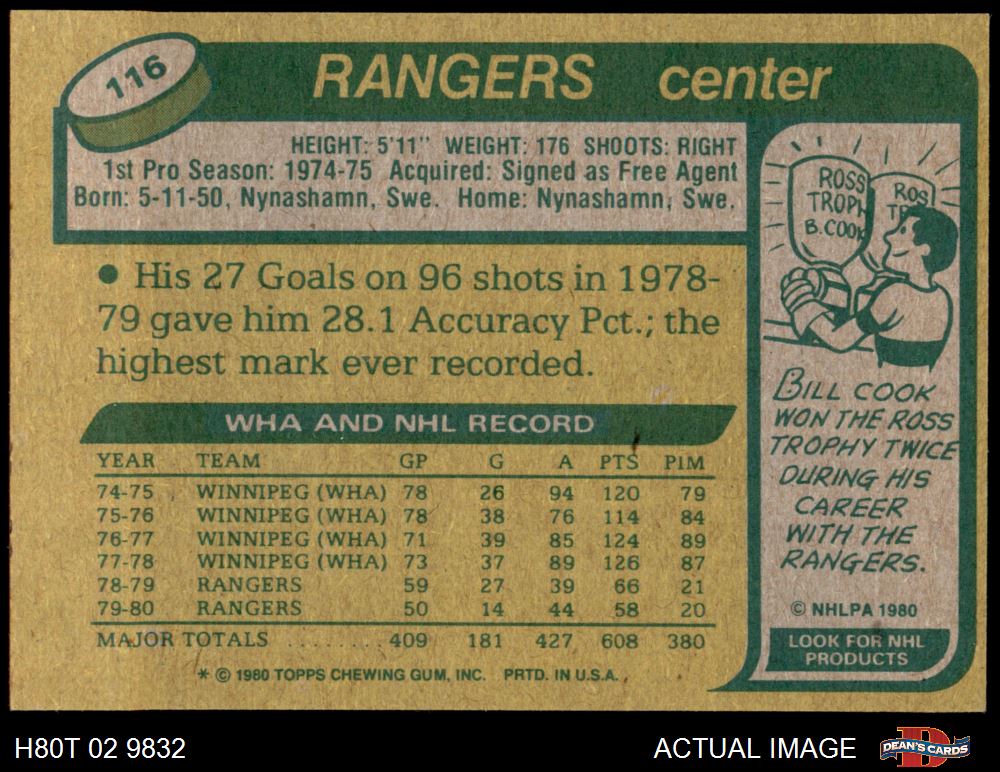 116
RANGERS center
HEIGHT: 5'11" WEIGHT: 176 SHOOTS: RIGHT
1st Pro Season: 1974-75 Acquired: Signed as Free Agent
Born: 5-11-50, Nynashamn, Swe. Home: Nynashamn, Swe.
● His 27 Goals on 96 shots in 1978-
79 gave him 28.1 Accuracy Pct.; the
highest mark ever recorded.
WHA AND NHL RECORD
YEAR TEAM GP G A PTS PIM
74-75 WINNIPEG (WHA) 78 26 94 120 79
75-76 WINNIPEG (WHA) 78 38 76 114 84
76-77 WINNIPEG (WHA) 71 39 85 124 89
77-78 WINNIPEG (WHA) 73 37 89 126 87
78-79 RANGERS 59 27 39 66 21
79-80 RANGERS 50 14 44 58 20
MAJOR TOTALS ........ 409 181 427 608 380
* © 1980 TOPPS CHEWING GUM, INC. PRTD. IN U.S.A.
ROSS
TROPH
B. COOK
ROS
TR
BILL COOK
WON THE ROSS
TROPHY TWICE
DURING HIS
CAREER
WITH THE
RANGERS.
© NHLPA 1980
LOOK FOR NHL
PRODUCTS
H80T 02 9832
ACTUAL IMAGE
D
DEAN'S CARDS